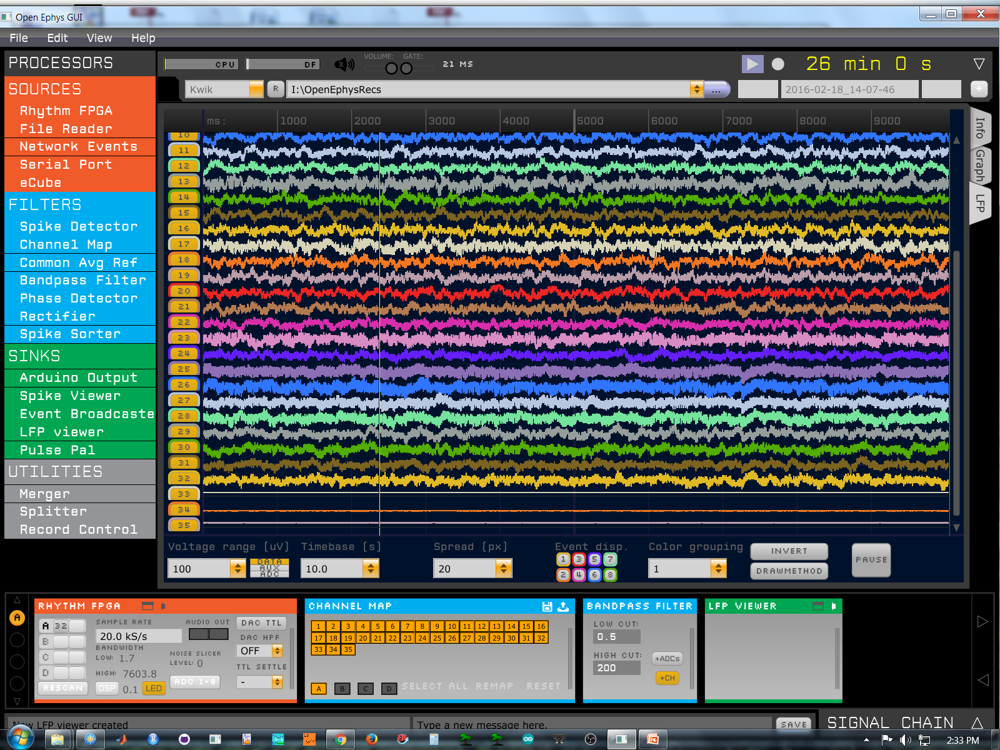 Open Ephys GUI
File Edit View Help
PROCESSORS
SOURCES
Rhythm FPGA
File Reader
Network Events
Serial Port
eCube
FILTERS
Spike Detector
Channel Map
Common Avg Ref
Bandpass Filter
Phase Detector
Rectifier
Spike Sorter
SINKS
Arduino Output
Spike Viewer
Event Broadcaste
LFP viewer
Pulse Pal
UTILITIES
Merger
Splitter
Record Control
CPU DF VOLUME: GATE: 21 MS 26 min 0 s
Kwik R I:\OpenEphysRecs ... 2016-02-18_14-07-46 +
Info
Graph
LFP
ms: 1000 2000 3000 4000 5000 6000 7000 8000 9000
10
11
12
13
14
15
16
17
18
19
20
21
22
23
24
25
26
27
28
29
30
31
32
33
34
35
Voltage range (uV) Timebase (s) Spread (px) Event disp. Color grouping
100 DATA AUX ADC 10.0 20 1 3 5 7 1 INVERT PAUSE
2 4 6 8 DRAWMETHOD
A
RHYTHM FPGA
A 32
B
C
D
RESCAN
SAMPLE RATE
20.0 kS/s
BANDWIDTH
LOW: 1.7
HIGH: 7603.8
DSP 0.1 LED
AUDIO OUT
NOISE SLICER
LEVEL: 0
ADC 1-8
DAC TTL
DAC HPF
OFF
TTL SETTLE
-
CHANNEL MAP
1 2 3 4 5 6 7 8 9 10 11 12 13 14 15 16
17 18 19 20 21 22 23 24 25 26 27 28 29 30 31 32
33 34 35
A B C D SELECT ALL REMAP RESET
BANDPASS FILTER
LOW CUT:
0.5
HIGH CUT:
200
+ADCs
+CH
LFP VIEWER
New LFP viewer created
Type a new message here.
SAVE
SIGNAL CHAIN
2:33 PM